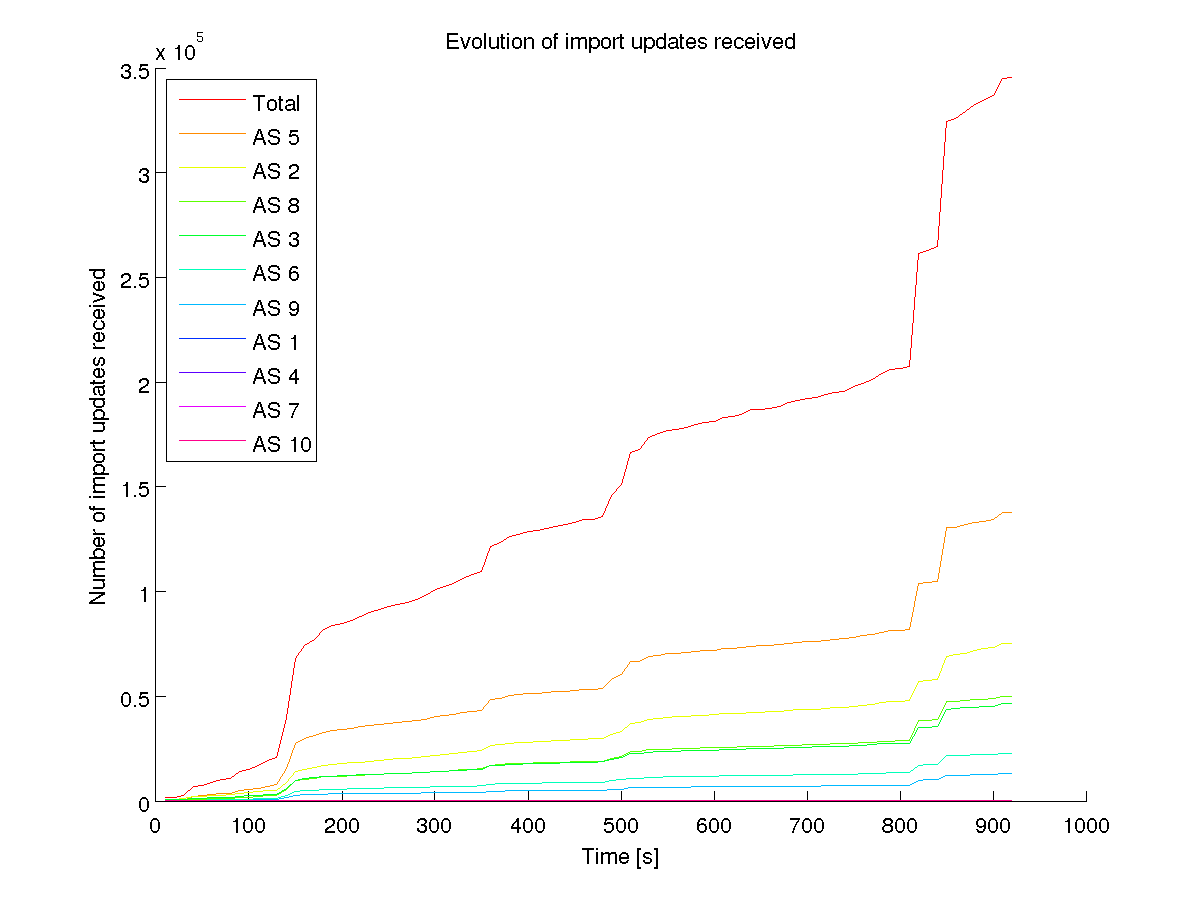 Evolution of import updates received
x 10^5
3.5
3
2.5
2
1.5
1
0.5
0
Number of import updates received
Total
AS 5
AS 2
AS 8
AS 3
AS 6
AS 9
AS 1
AS 4
AS 7
AS 10
0 100 200 300 400 500 600 700 800 900 1000
Time [s]